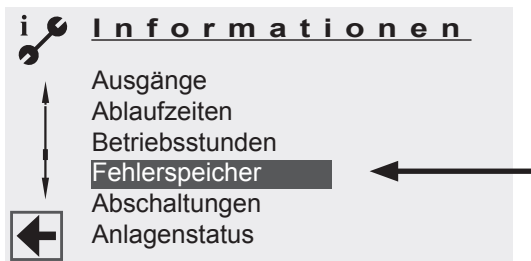 i
Informationen
Ausgänge
Ablaufzeiten
Betriebsstunden
Fehlerspeicher
Abschaltungen
Anlagenstatus